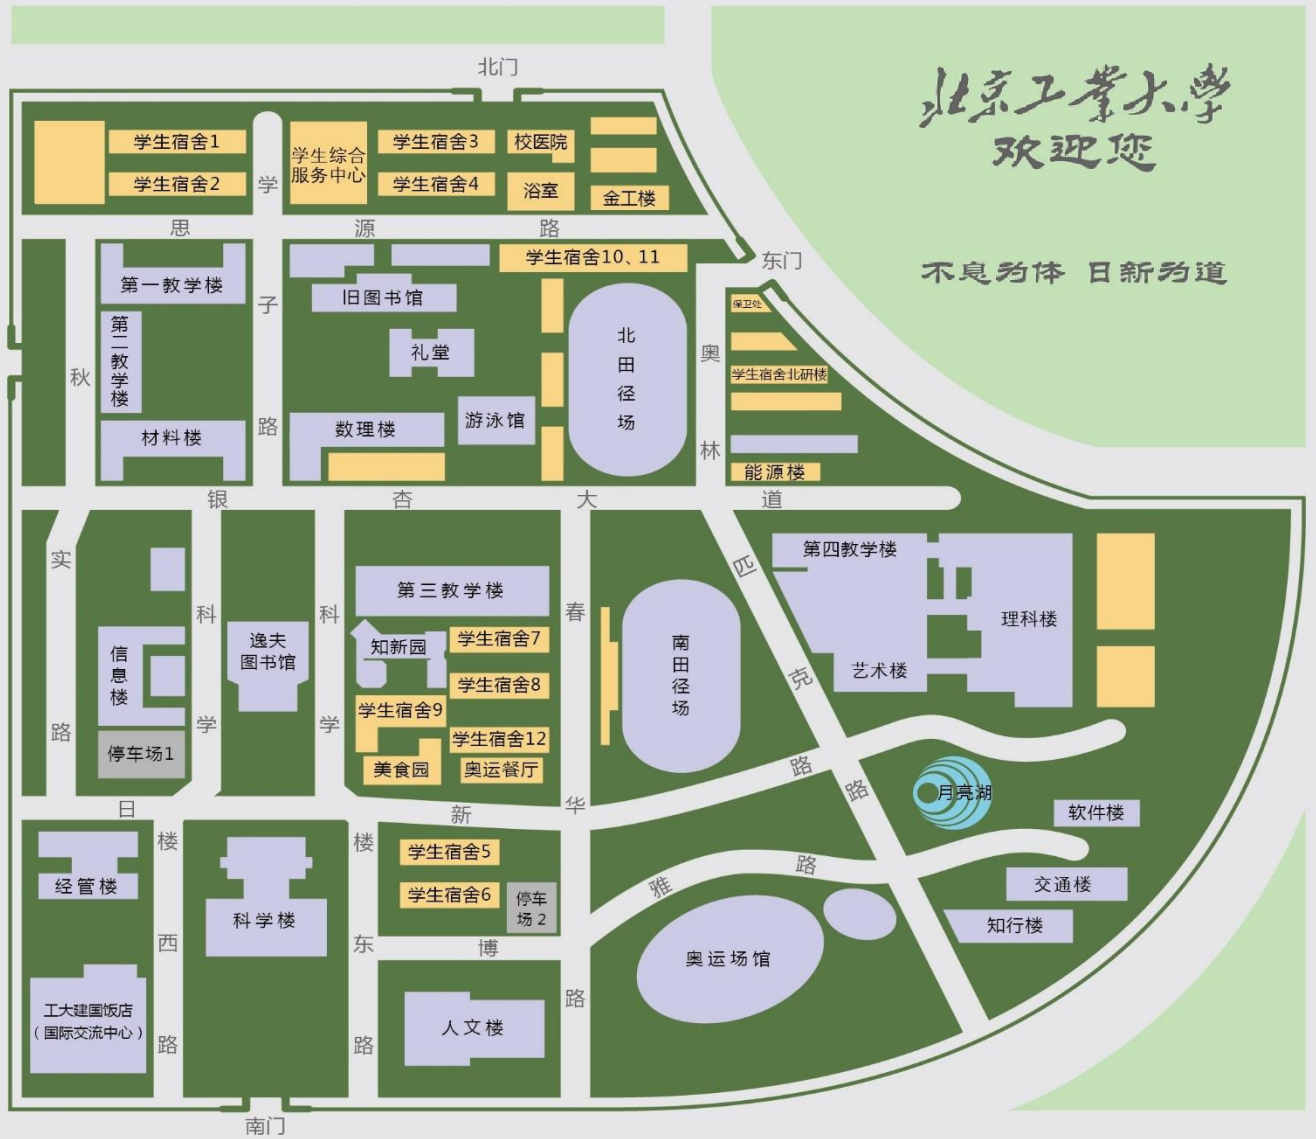 北京工業大學
欢迎您
不息为体 日新为道
北门
学生宿舍1
学生宿舍2
学生综合
服务中心
学生宿舍3
学生宿舍4
校医院
浴室
金工楼
思源路
东门
学子路
第一教学楼
第二教学楼
材料楼
秋实路
旧图书馆
礼堂
数理楼
游泳馆
学生宿舍10、11
北田径场
保卫处
学生宿舍北研楼
能源楼
奥林匹克路
银杏大道
信息楼
停车场1
科学路
逸夫
图书馆
科学楼东路
第三教学楼
知新园
学生宿舍7
学生宿舍8
学生宿舍9
学生宿舍12
美食园
奥运餐厅
春华路
南田径场
第四教学楼
理科楼
艺术楼
月亮湖
软件楼
交通楼
知行楼
日新路
经管楼
工大建国饭店
（国际交流中心）
科学楼西路
科学楼
学生宿舍5
学生宿舍6
停车
场 2
博雅路
人文楼
奥运场馆
南门